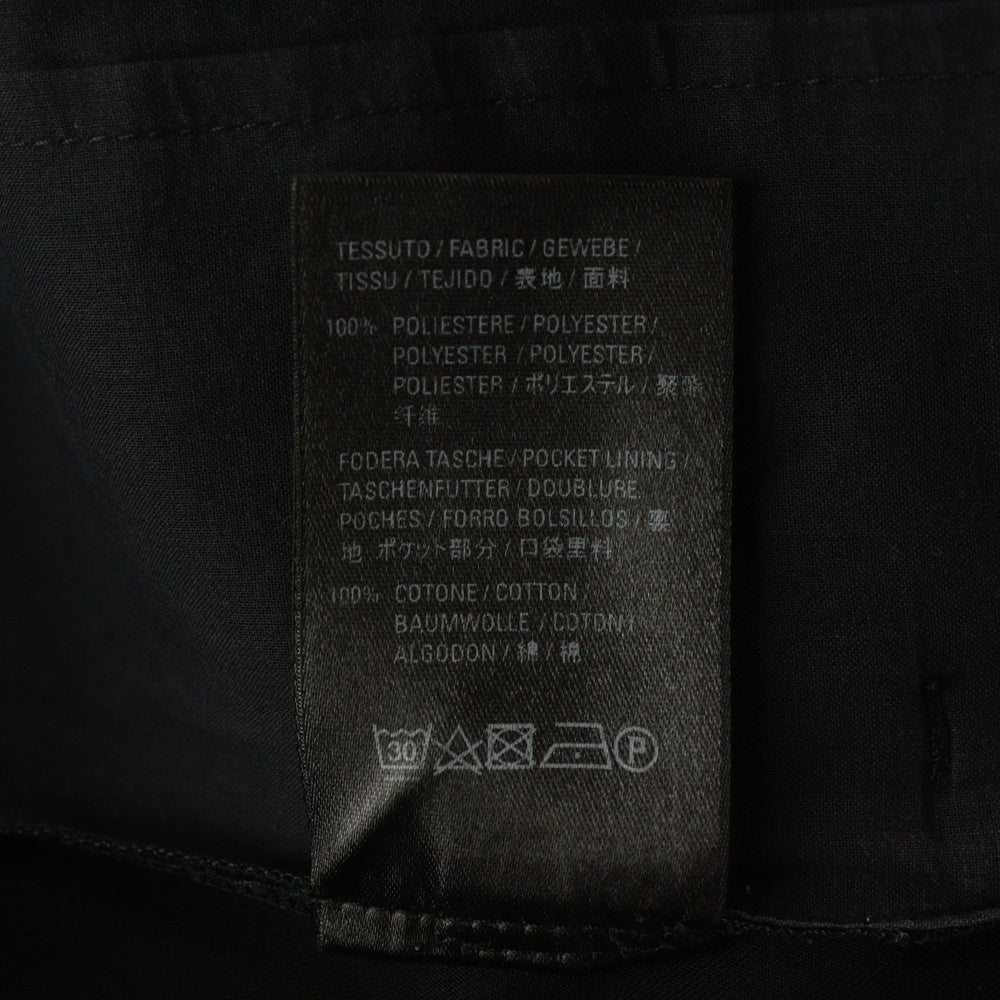 TESSUTO / FABRIC / GEWEBE /
TISSU / TEJIDO / 表地 / 面料
100% POLIESTERE / POLYESTER /
POLYESTER / POLYESTER /
POLIESTER / ポリエステル / 聚酯
纤维
FODERA TASCHE / POCKET LINING /
TASCHENFUTTER / DOUBLURE
POCHES / FORRO BOLSILLOS / 裏
地 ポケット部分 / 口袋里料
100% COTONE / COTTON
BAUMWOLLE / COTON /
ALGODON / 綿 / 棉
30 P